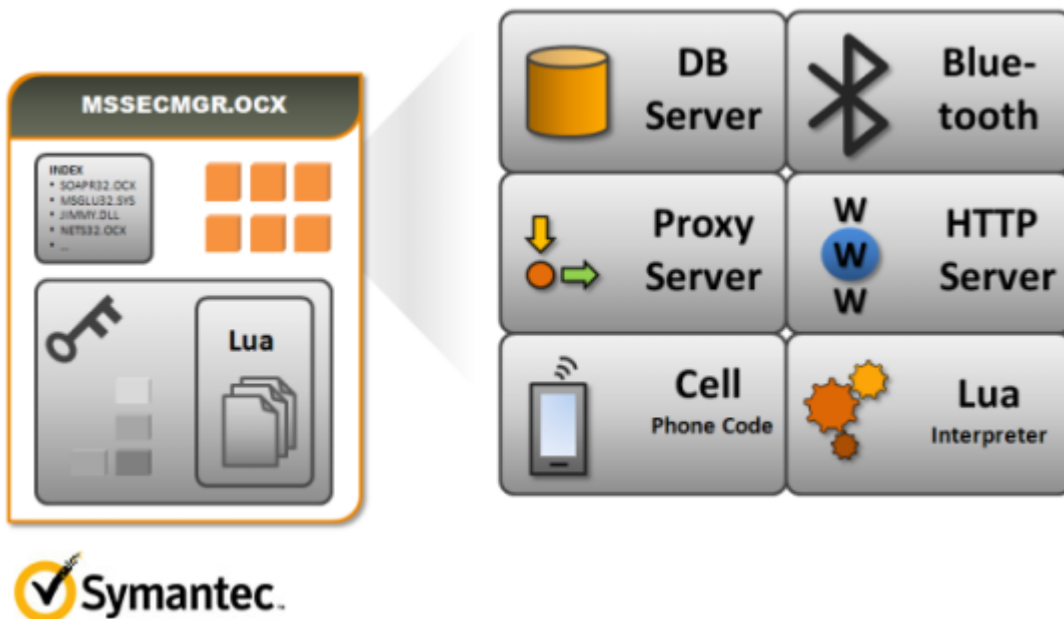 MSSECMGR.OCX
INDEX
• SOAPR32.OCX
• MSGLU32.SYS
• JIMMY.DLL
• NETS32.OCX
• ...
Lua
DB
Server
Blue-
tooth
Proxy
Server
W
W
W
HTTP
Server
Cell
Phone Code
Lua
Interpreter
Symantec.